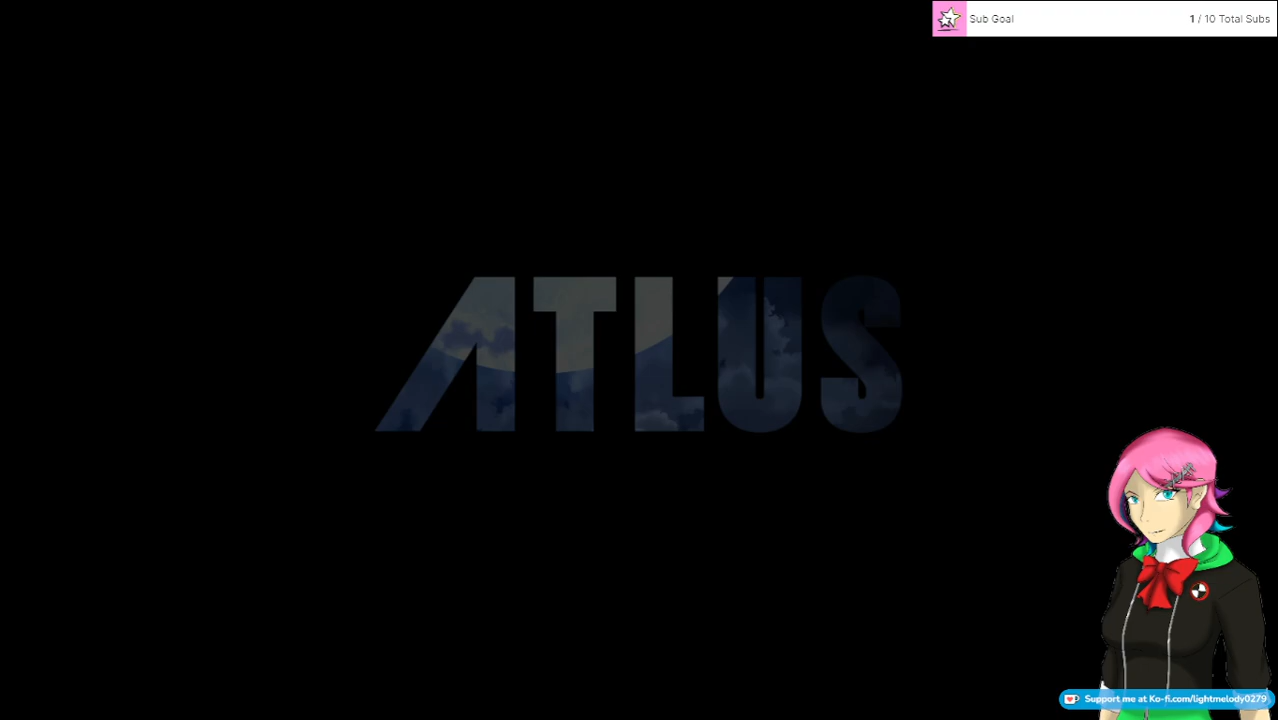 Sub Goal 1 / 10 Total Subs
ATLUS
Support me at Ko-fi.com/lightmelody0279